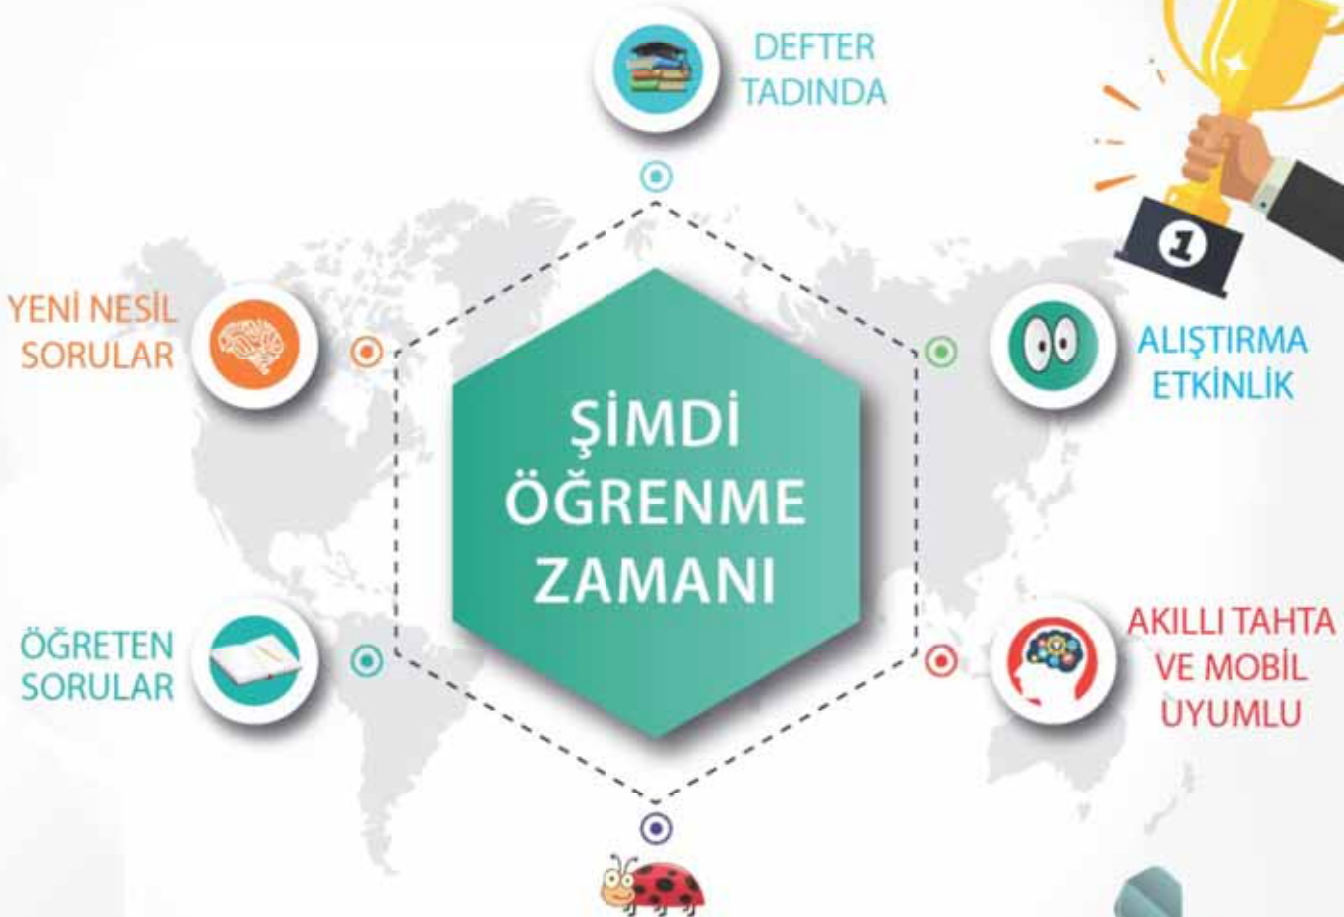 DEFTER
TADINDA
1
YENİ NESİL
SORULAR
ALIŞTIRMA
ETKİNLİK
ŞİMDİ
ÖĞRENME
ZAMANI
ÖĞRETEN
SORULAR
AKILLI TAHTA
VE MOBİL
UYUMLU